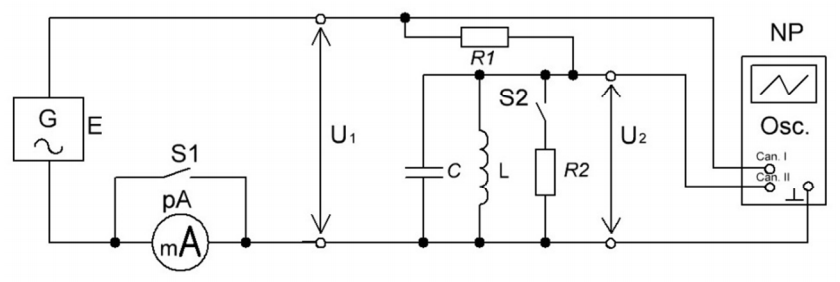 NP
R1
G
E
S2
U1
U2
Osc.
S1
Can. I
C
L
R2
Can. II
pA
mA